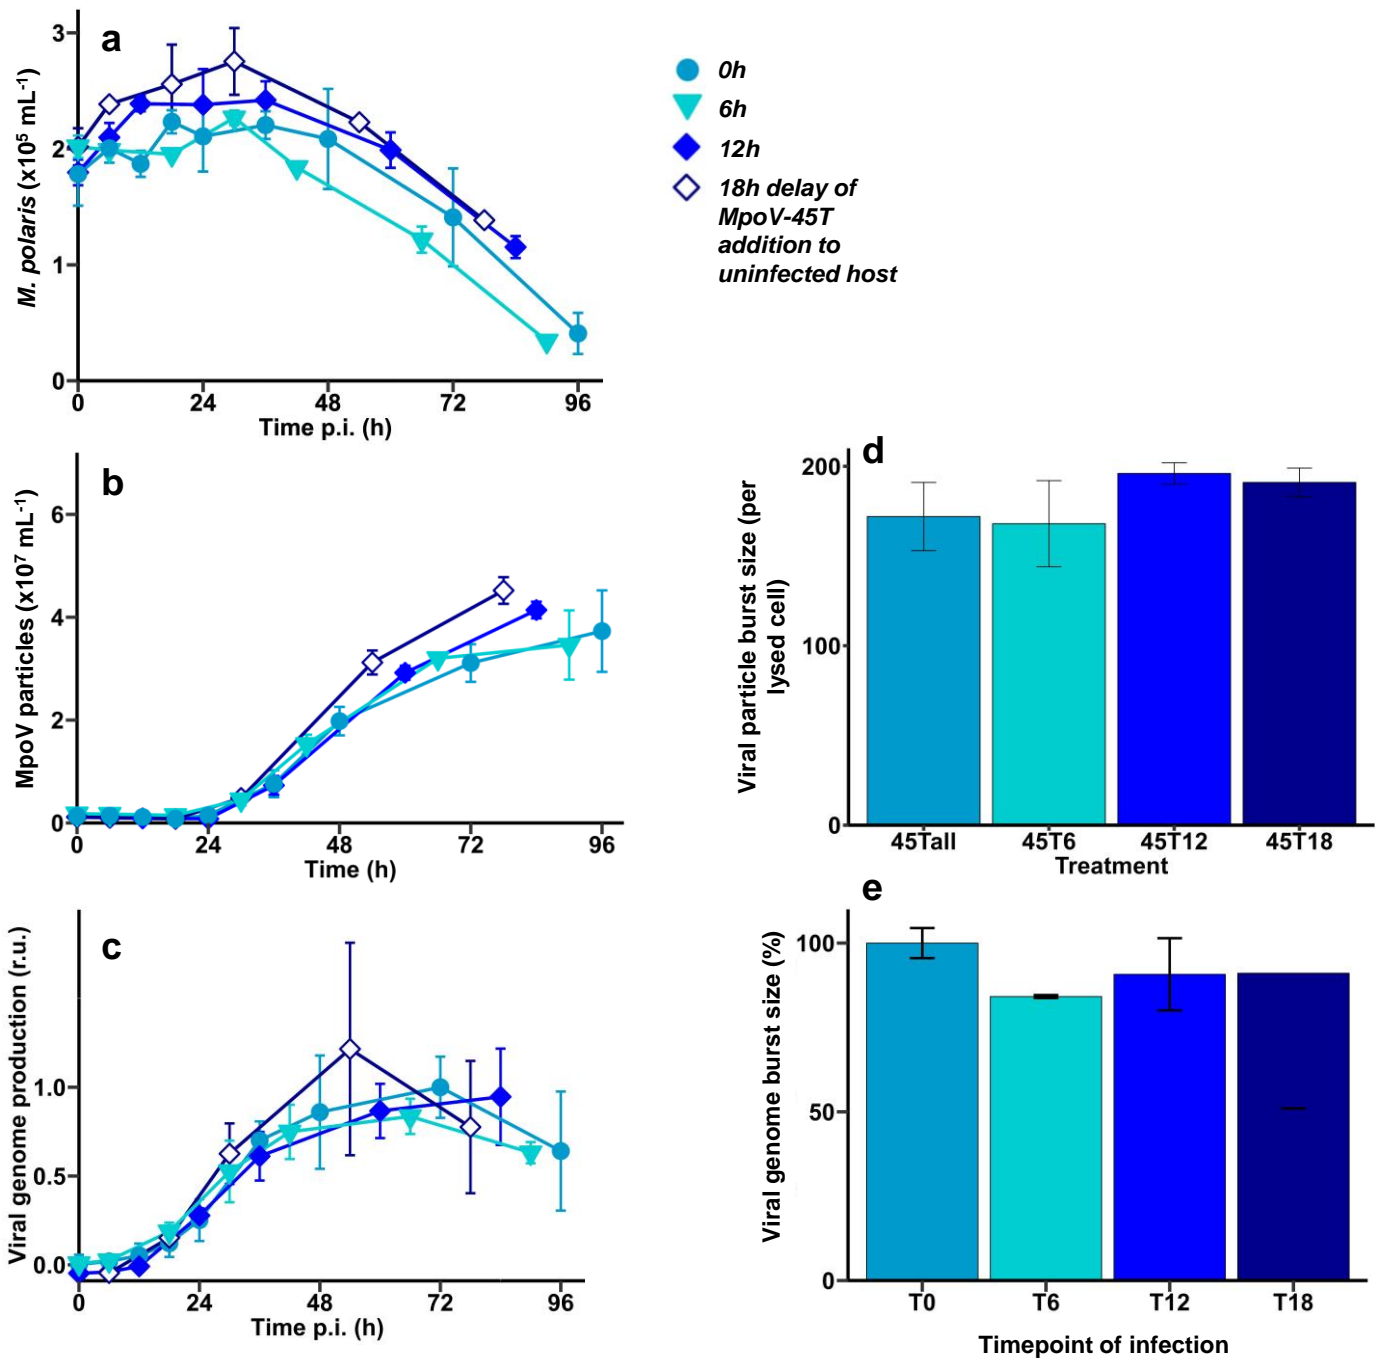 a
3
2
1
0
M. polaris (x10⁵ mL⁻¹)
0 24 48 72 96
Time p.i. (h)
0h
6h
12h
18h delay of
MpoV-45T
addition to
uninfected host
b
6
4
2
0
MpoV particles (x10⁷ mL⁻¹)
0 24 48 72 96
Time (h)
c
1.0
0.5
0.0
Viral genome production (r.u.)
0 24 48 72 96
Time p.i. (h)
d
200
100
0
Viral particle burst size (per
lysed cell)
45Tall 45T6 45T12 45T18
Treatment
e
100
50
0
Viral genome burst size (%)
T0 T6 T12 T18
Timepoint of infection